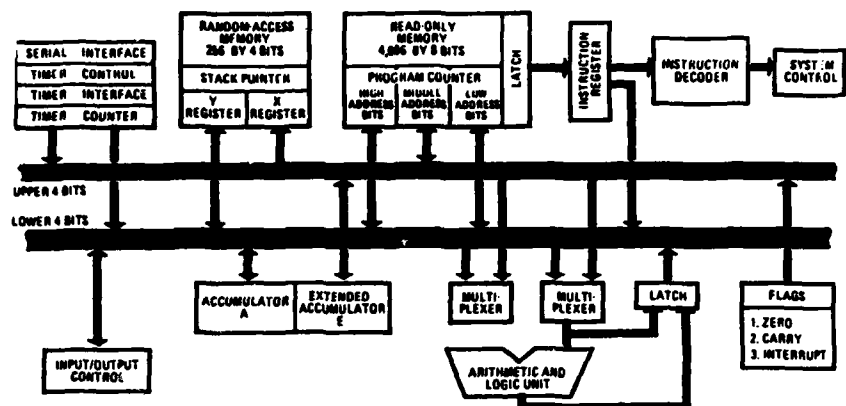 SERIAL INTERFACE
TIMER CONTROL
TIMER INTERFACE
TIMER COUNTER
RANDOM-ACCESS
MEMORY
256 BY 4 BITS
STACK POINTER
Y
REGISTER
X
REGISTER
READ-ONLY
MEMORY
4,096 BY 8 BITS
PROGRAM COUNTER
HIGH
ADDRESS
BITS
MIDDLE
ADDRESS
BITS
LOW
ADDRESS
BITS
LATCH
INSTRUCTION
REGISTER
INSTRUCTION
DECODER
SYSTEM
CONTROL
UPPER 4 BITS
LOWER 4 BITS
ACCUMULATOR
A
EXTENDED
ACCUMULATOR
E
MULTI-
PLEXER
MULTI-
PLEXER
LATCH
FLAGS
1. ZERO
2. CARRY
3. INTERRUPT
INPUT/OUTPUT
CONTROL
ARITHMETIC AND
LOGIC UNIT